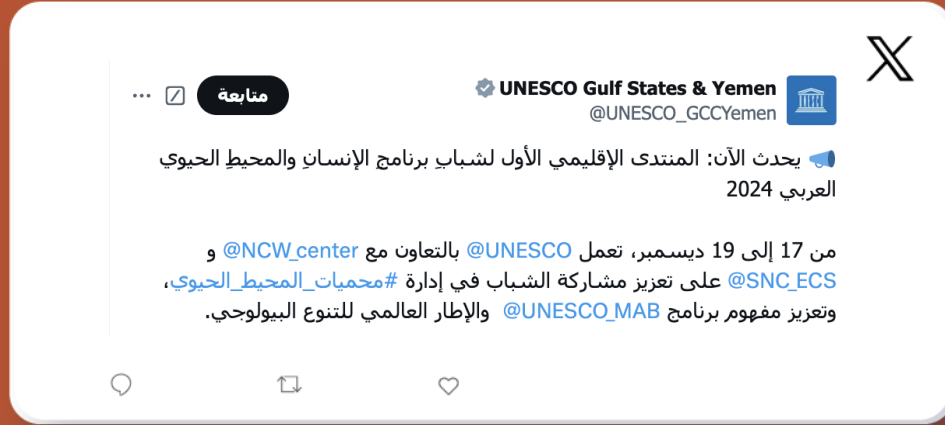 UNESCO Gulf States & Yemen
@UNESCO_GCCYemen
متابعة
يحدث الآن: المنتدى الإقليمي الأول لشبابِ برنامجِ الإنسانِ والمحيطِ الحيوي
العربي 2024
من 17 إلى 19 ديسمبر، تعمل @UNESCO بالتعاون مع @NCW_center و
@SNC_ECS على تعزيز مشاركة الشباب في إدارة #محميات_المحيط_الحيوي،
وتعزيز مفهوم برنامج @UNESCO_MAB والإطار العالمي للتنوع البيولوجي.